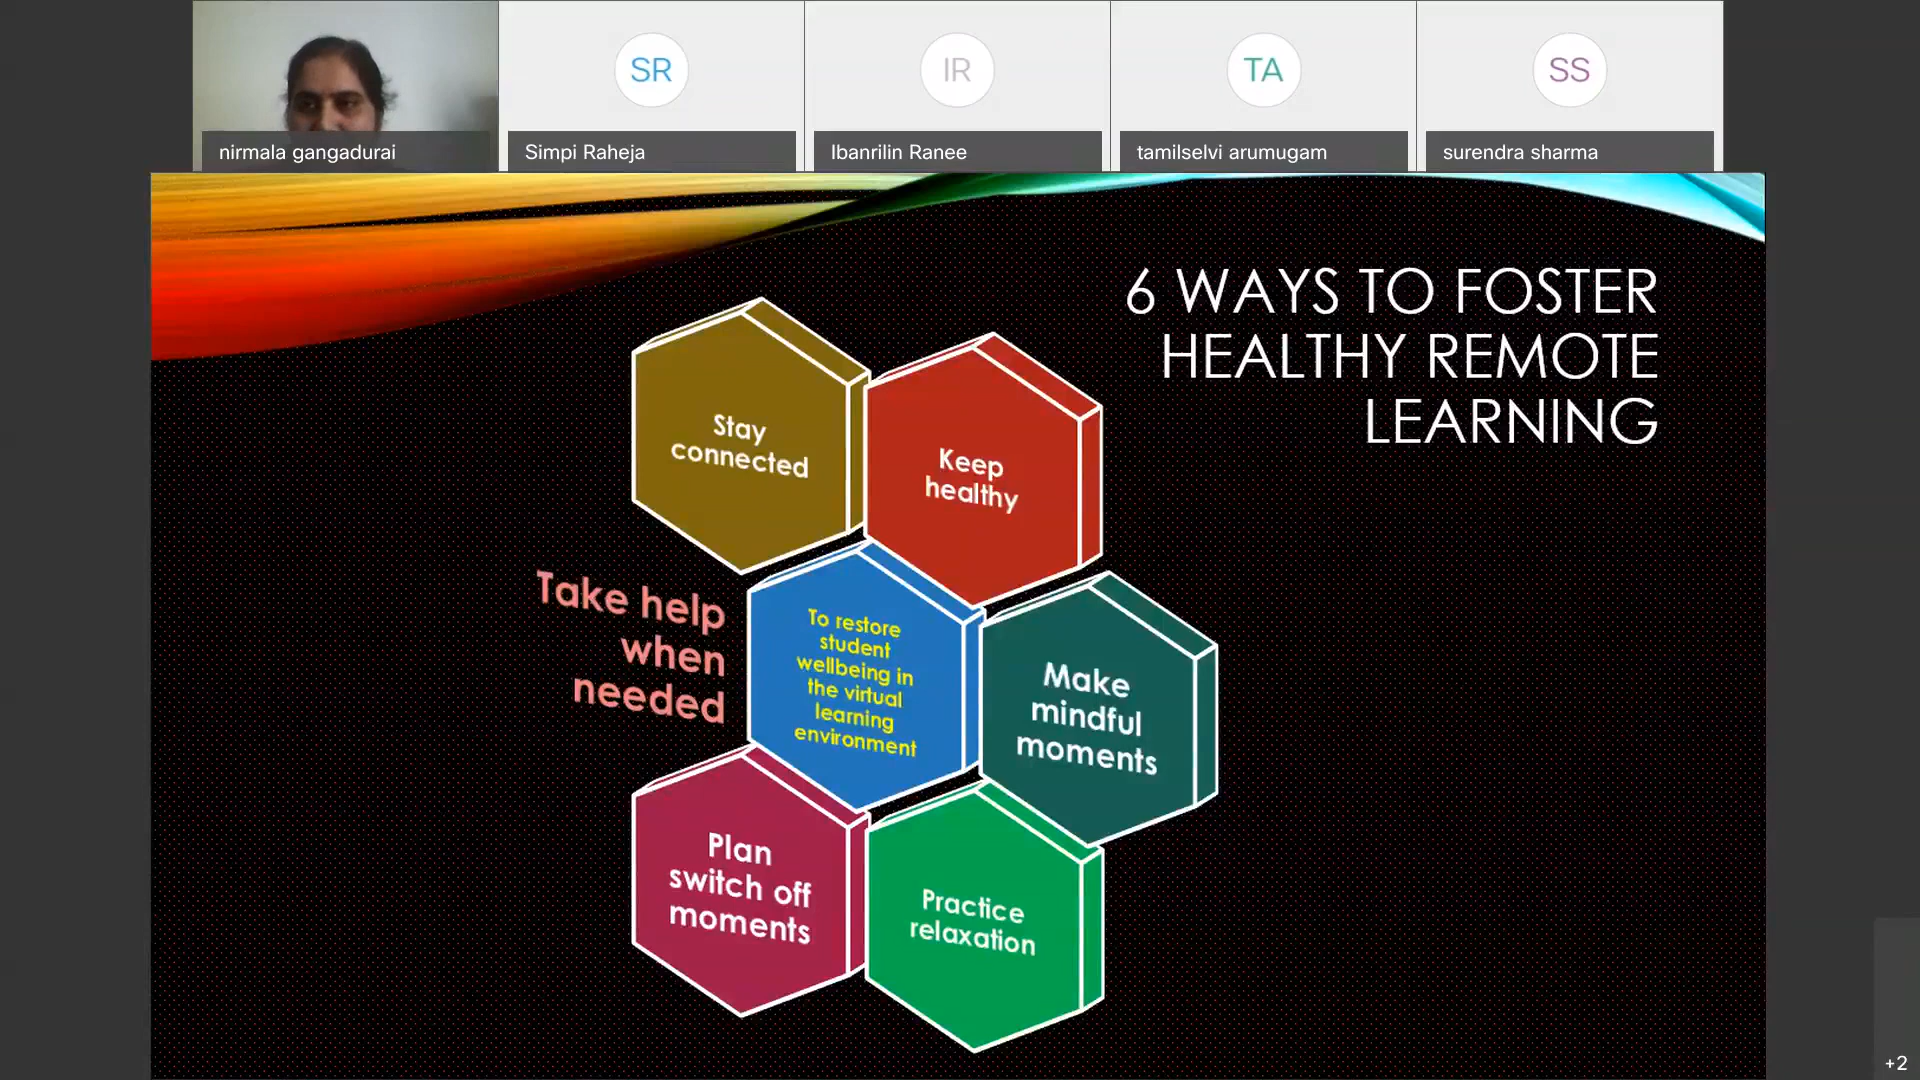 SR
IR
TA
SS
nirmala gangadurai
Simpi Raheja
Ibanrilin Ranee
tamilselvi arumugam
surendra sharma
6 WAYS TO FOSTER
HEALTHY REMOTE
LEARNING
Stay
connected
Keep
healthy
Take help
when
needed
To restore
student
wellbeing in
the virtual
learning
environment
Make
mindful
moments
Plan
switch off
moments
Practice
relaxation
+2